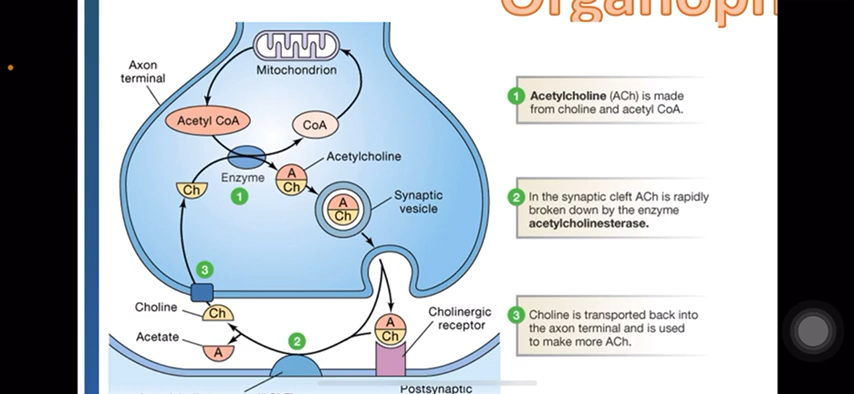 Mitochondrion
Axon
terminal
Acetyl CoA
CoA
Acetylcholine
Enzyme
A
Ch
Ch
1
Synaptic
vesicle
A
Ch
3
Choline
Ch
Acetate
A
2
A
Ch
Cholinergic
receptor
Postsynaptic
1 Acetylcholine (ACh) is made
from choline and acetyl CoA.
2 In the synaptic cleft ACh is rapidly
broken down by the enzyme
acetylcholinesterase.
3 Choline is transported back into
the axon terminal and is used
to make more ACh.